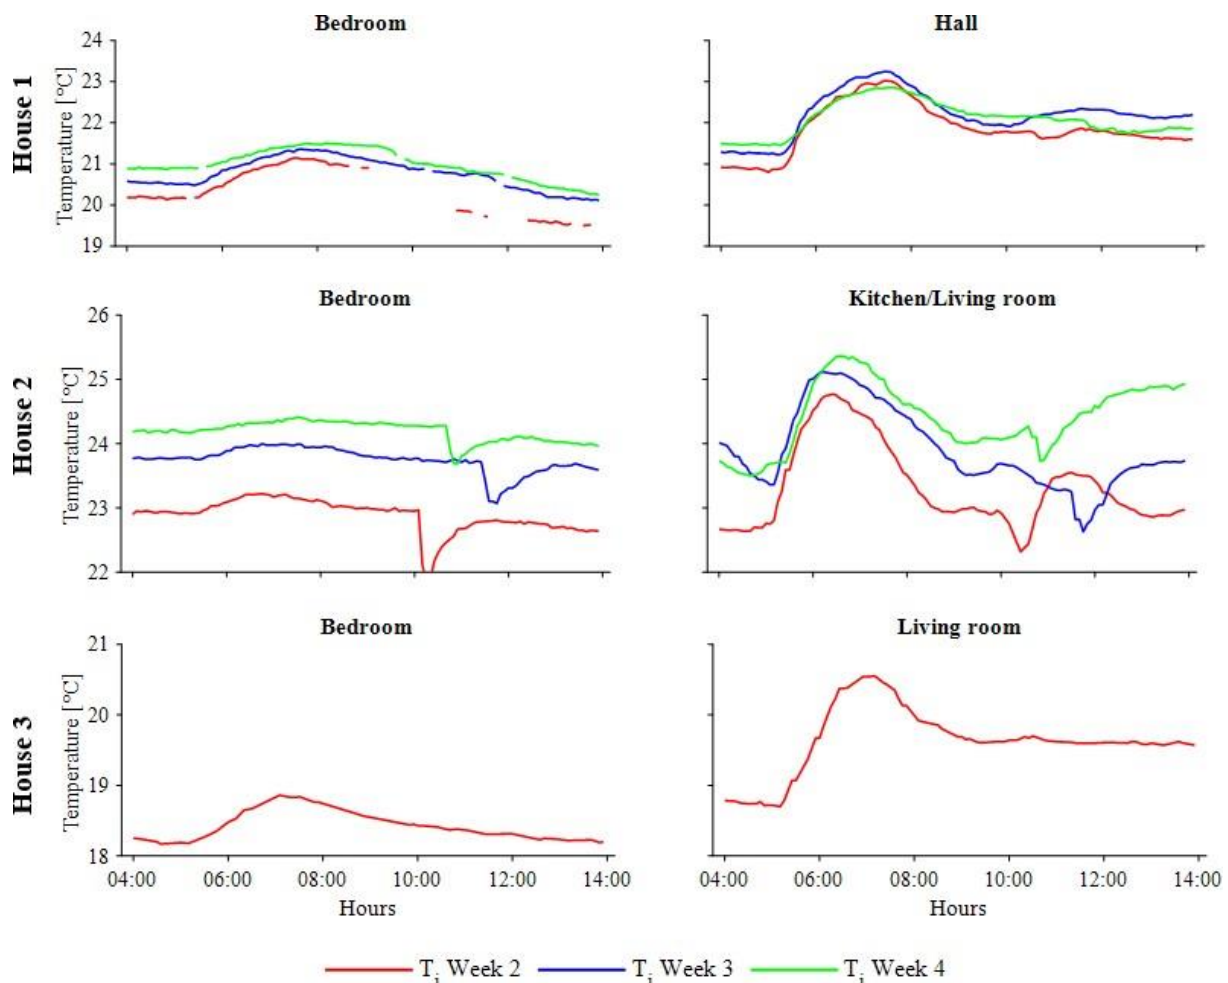 Bedroom
Hall
House 1
Temperature [°C]
24
23
22
21
20
19
Bedroom
Kitchen/Living room
House 2
Temperature [°C]
26
25
24
23
22
Bedroom
Living room
House 3
Temperature [°C]
21
20
19
18
04:00 06:00 08:00 10:00 12:00 14:00
04:00 06:00 08:00 10:00 12:00 14:00
Hours
Hours
Ti Week 2 Ti Week 3 Ti Week 4